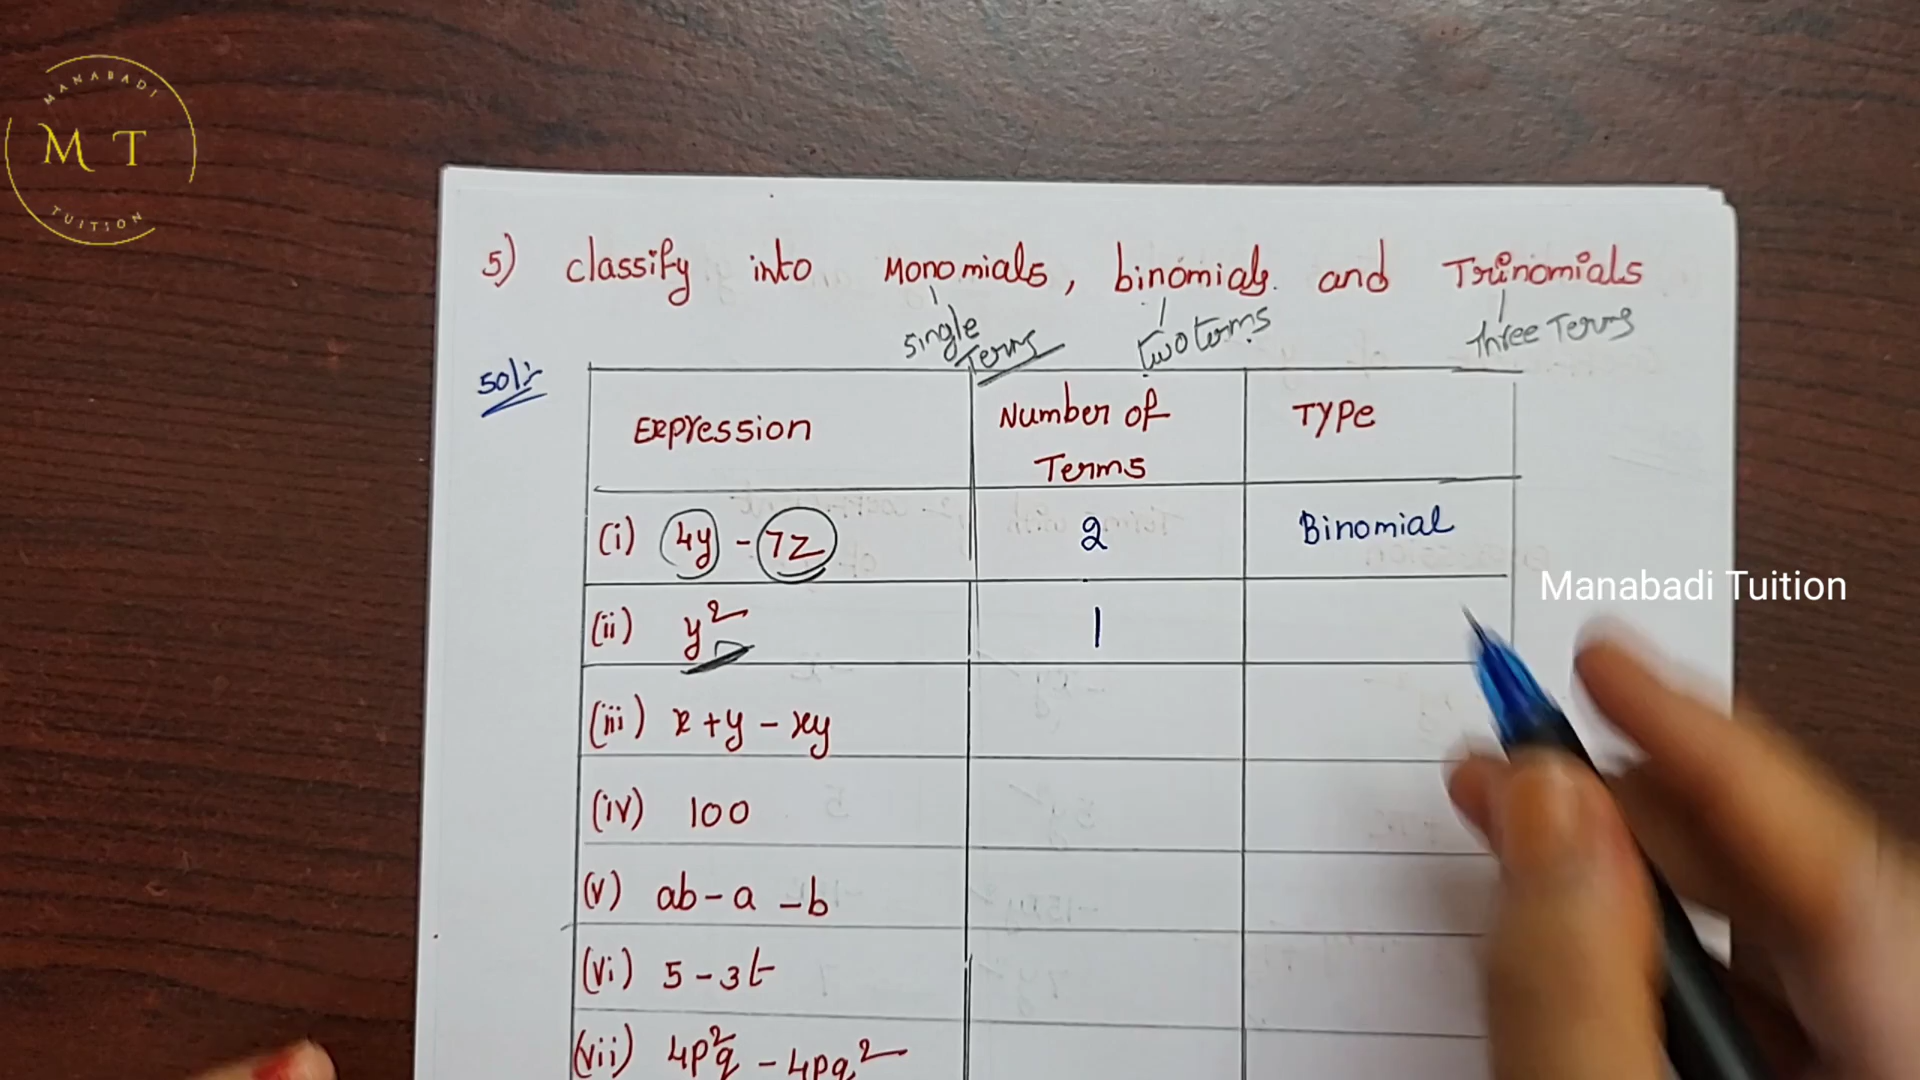 MANABADI
M T
TUITION
5) classify into Monomials, binomials. and Trinomials
single Terms
two terms
three Terms
Sol:-
Expression
Number of Terms
Type
(i) 4y - 7z
2
Binomial
Manabadi Tuition
(ii) y²
1
(iii) x + y - xy
(iv) 100
(v) ab - a - b
(vi) 5 - 3t
(vii) 4p²q - 4pq²